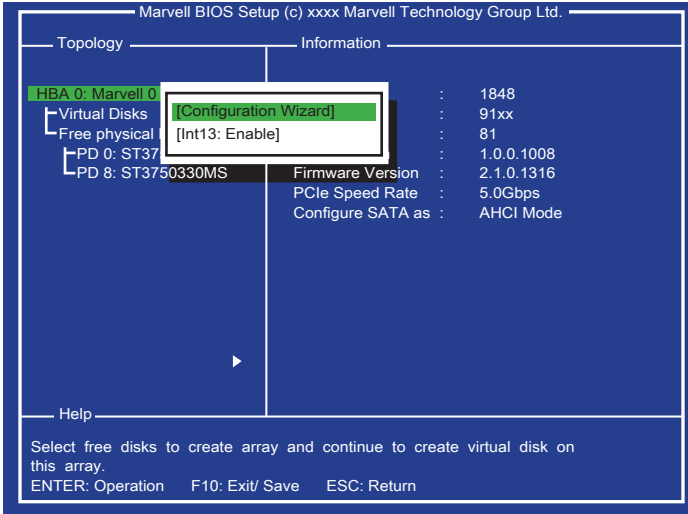 Marvell BIOS Setup (c) xxxx Marvell Technology Group Ltd.
Topology
Information
HBA 0: Marvell 0
Virtual Disks
Free physical
PD 0: ST37
PD 8: ST3750330MS
[Configuration Wizard]
[Int13: Enable]
: 1848
: 91xx
: 81
: 1.0.0.1008
Firmware Version : 2.1.0.1316
PCIe Speed Rate : 5.0Gbps
Configure SATA as : AHCI Mode
Help
Select free disks to create array and continue to create virtual disk on
this array.
ENTER: Operation F10: Exit/ Save ESC: Return